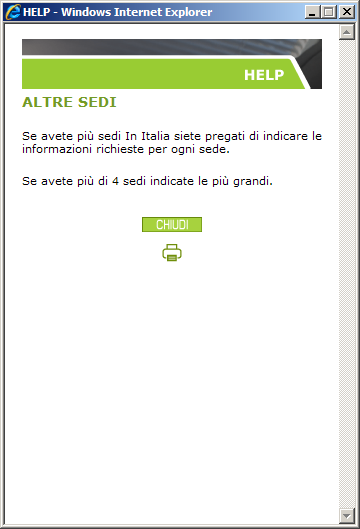 HELP - Windows Internet Explorer
HELP
ALTRE SEDI
Se avete più sedi In Italia siete pregati di indicare le
informazioni richieste per ogni sede.
Se avete più di 4 sedi indicate le più grandi.
CHIUDI